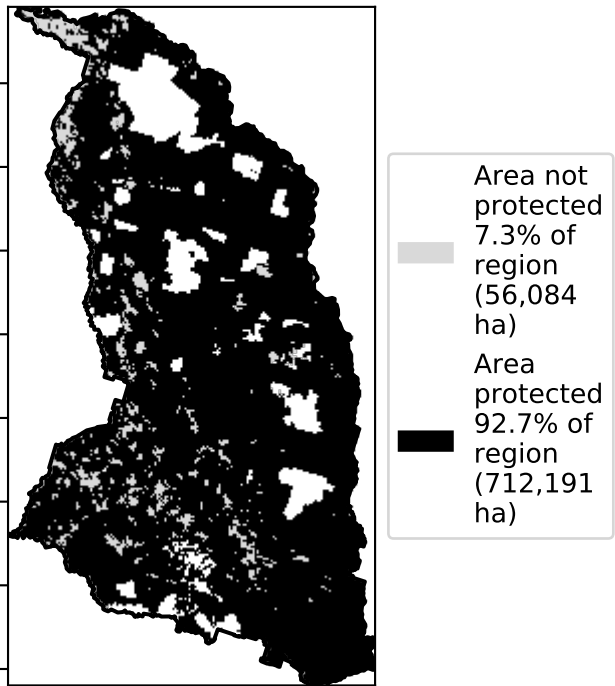 Area not
protected
7.3% of
region
(56,084
ha)
Area
protected
92.7% of
region
(712,191
ha)